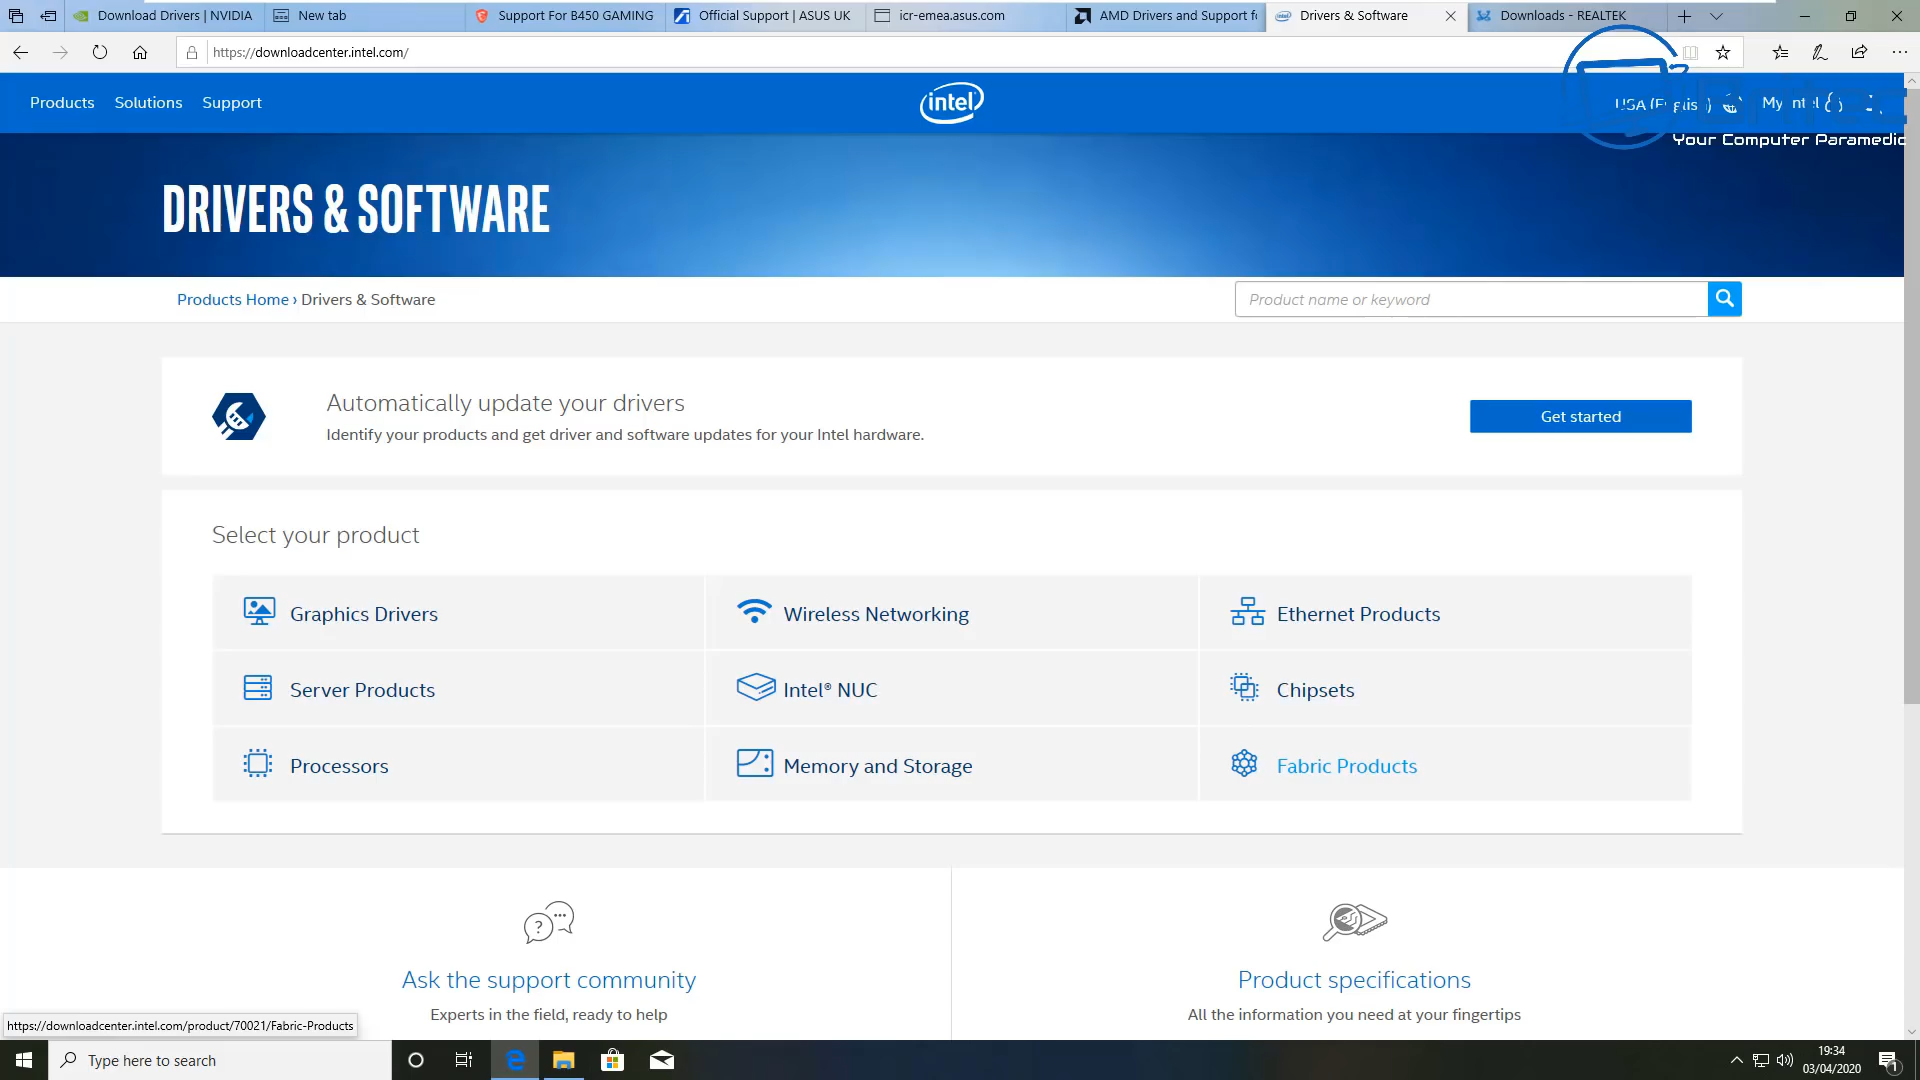 Download Drivers | NVIDIA
New tab
Support For B450 GAMING
Official Support | ASUS UK
icr-emea.asus.com
AMD Drivers and Support fo
Drivers & Software
Downloads - REALTEK
https://downloadcenter.intel.com/
Products
Solutions
Support
intel
USA (English)
My Intel
Your Computer Paramedic
DRIVERS & SOFTWARE
Products Home › Drivers & Software
Product name or keyword
Automatically update your drivers
Identify your products and get driver and software updates for your Intel hardware.
Get started
Select your product
Graphics Drivers
Wireless Networking
Ethernet Products
Server Products
Intel® NUC
Chipsets
Processors
Memory and Storage
Fabric Products
Ask the support community
Experts in the field, ready to help
Product specifications
All the information you need at your fingertips
https://downloadcenter.intel.com/product/70021/Fabric-Products
Type here to search
19:34
03/04/2020
1